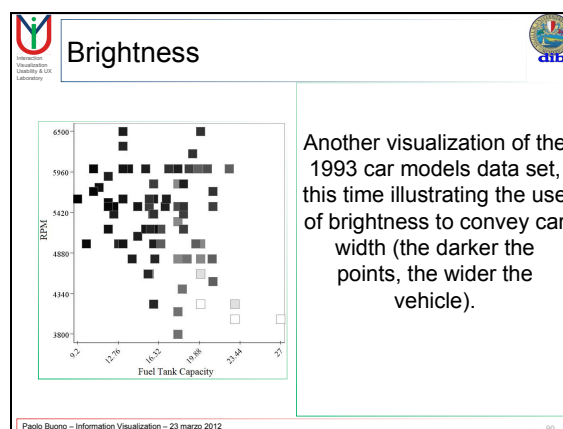 Interaction
Visualization
Usability & UX
Laboratory
Brightness
dib
6500
5960
5420
4880
4340
3800
RPM
9.2
12.76
16.32
19.88
23.44
27
Fuel Tank Capacity
Another visualization of the
1993 car models data set,
this time illustrating the use
of brightness to convey car
width (the darker the
points, the wider the
vehicle).
Paolo Buono – Information Visualization – 23 marzo 2012
90